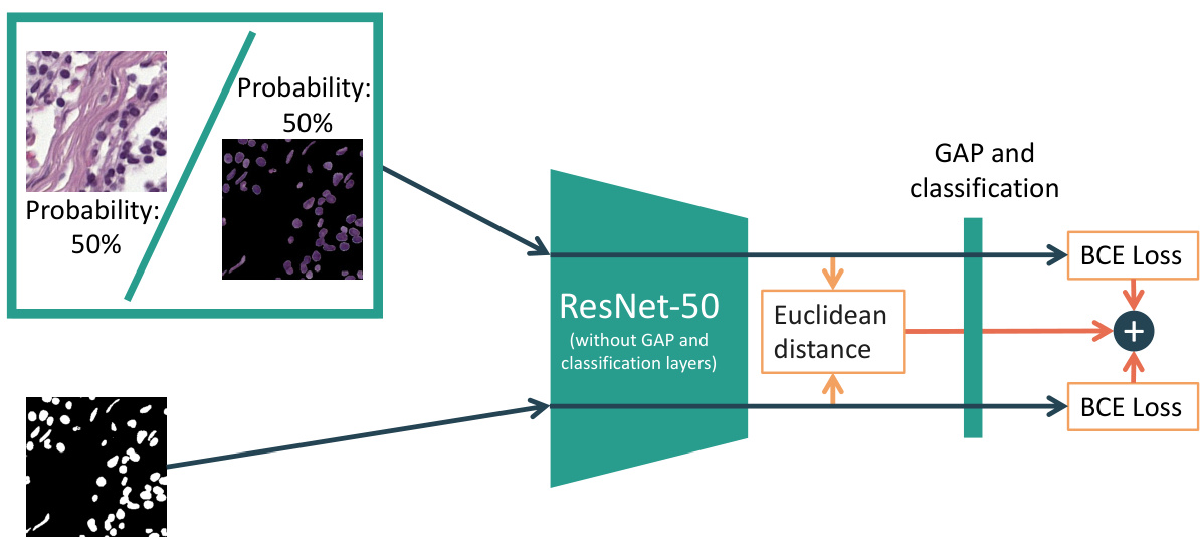 Probability:
50%
Probability:
50%
GAP and
classification
ResNet-50
(without GAP and
classification layers)
Euclidean
distance
BCE Loss
+
BCE Loss